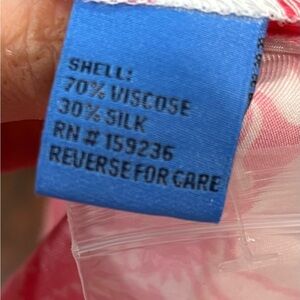 SHELL:
70% VISCOSE
30% SILK
RN # 159236
REVERSE FOR CARE